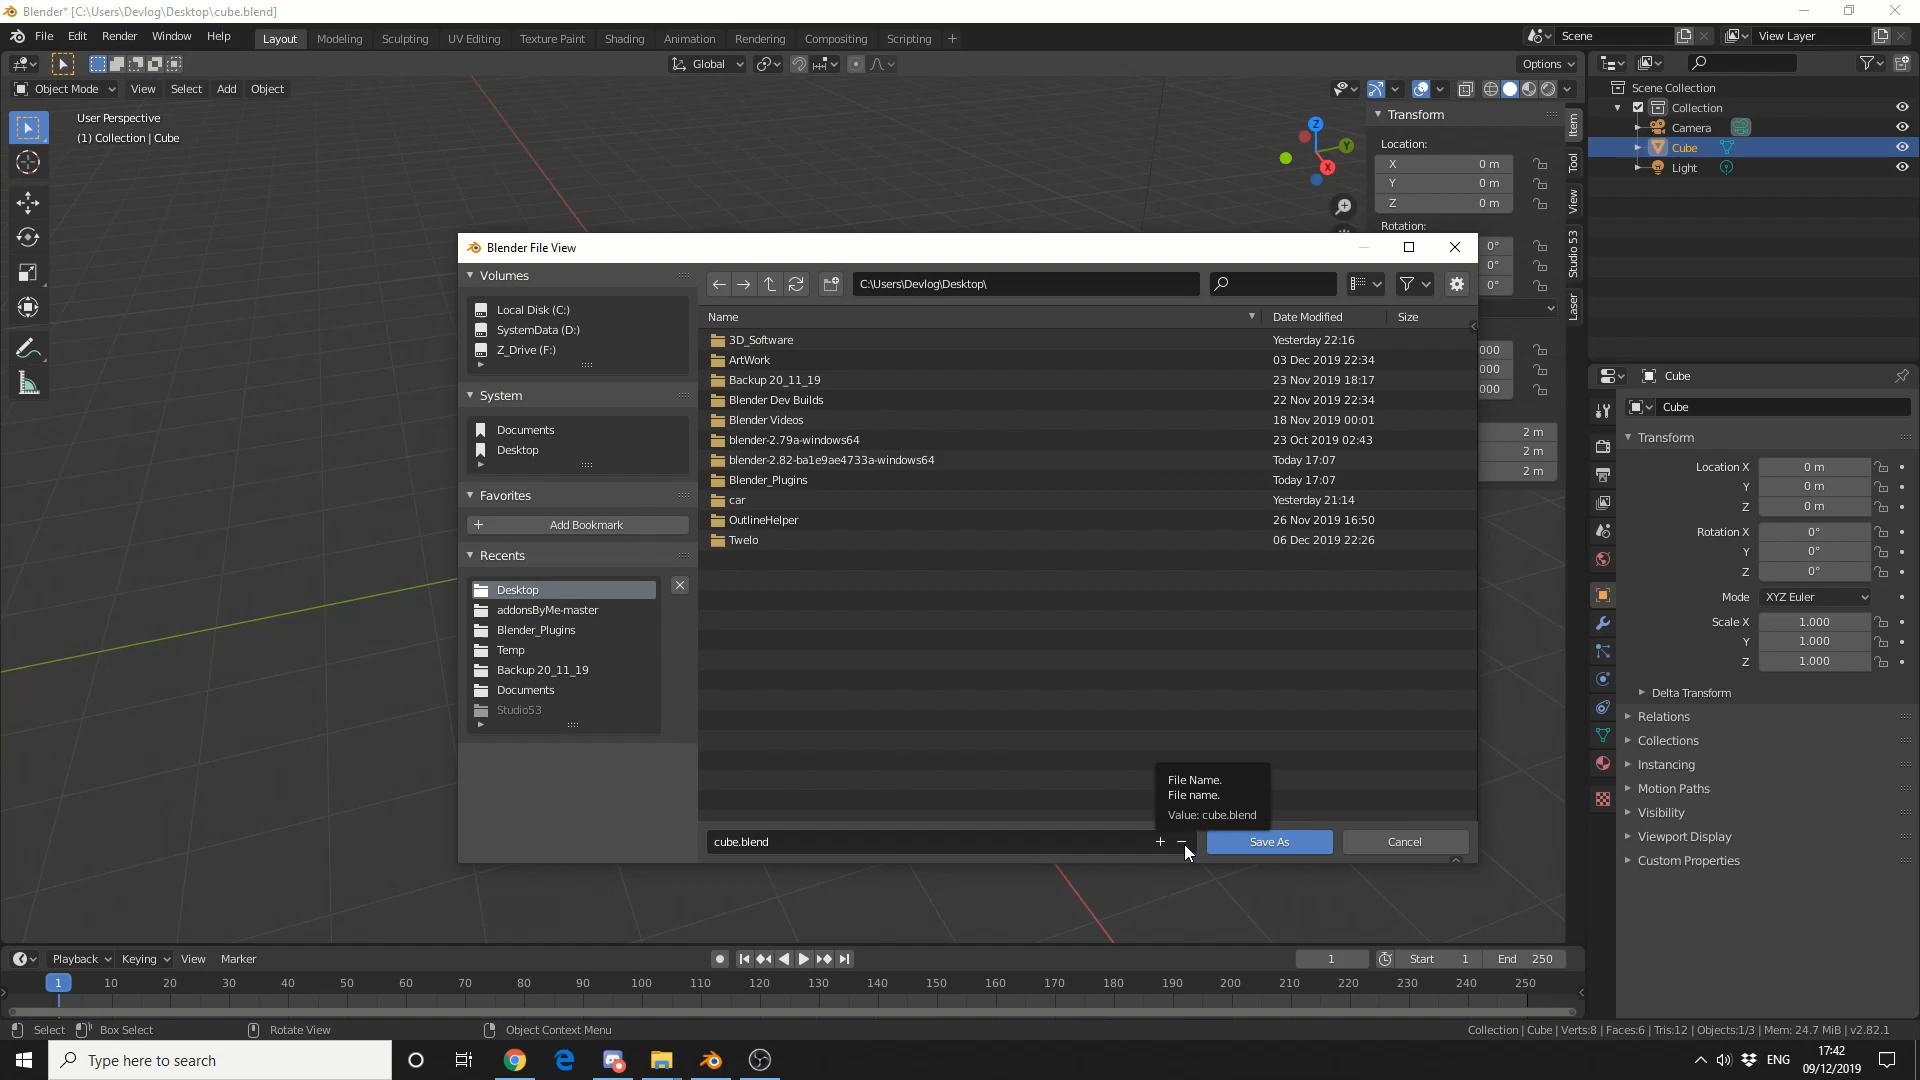 Blender* [C:\Users\Devlog\Desktop\cube.blend]
File Edit Render Window Help
Layout Modeling Sculpting UV Editing Texture Paint Shading Animation Rendering Compositing Scripting +
Scene
View Layer
Global
Options
Object Mode View Select Add Object
User Perspective
(1) Collection | Cube
Z
Y
X
Transform
Location:
X 0 m
Y 0 m
Z 0 m
Rotation:
0°
0°
0°
000
000
000
2 m
2 m
2 m
Item
Tool
View
Studio 53
Laser
Scene Collection
Collection
Camera
Cube
Light
Cube
Cube
Transform
Location X 0 m
Y 0 m
Z 0 m
Rotation X 0°
Y 0°
Z 0°
Mode XYZ Euler
Scale X 1.000
Y 1.000
Z 1.000
Delta Transform
Relations
Collections
Instancing
Motion Paths
Visibility
Viewport Display
Custom Properties
Blender File View
Volumes
Local Disk (C:)
SystemData (D:)
Z_Drive (F:)
System
Documents
Desktop
Favorites
+ Add Bookmark
Recents
Desktop
addonsByMe-master
Blender_Plugins
Temp
Backup 20_11_19
Documents
Studio53
C:\Users\Devlog\Desktop\
Name Date Modified Size
3D_Software Yesterday 22:16
ArtWork 03 Dec 2019 22:34
Backup 20_11_19 23 Nov 2019 18:17
Blender Dev Builds 22 Nov 2019 22:34
Blender Videos 18 Nov 2019 00:01
blender-2.79a-windows64 23 Oct 2019 02:43
blender-2.82-ba1e9ae4733a-windows64 Today 17:07
Blender_Plugins Today 17:07
car Yesterday 21:14
OutlineHelper 26 Nov 2019 16:50
Twelo 06 Dec 2019 22:26
File Name.
File name.
Value: cube.blend
cube.blend + − Save As Cancel
Playback Keying View Marker
1 Start 1 End 250
1 10 20 30 40 50 60 70 80 90 100 110 120 130 140 150 160 170 180 190 200 210 220 230 240 250
Select Box Select Rotate View Object Context Menu
Collection | Cube | Verts:8 | Faces:6 | Tris:12 | Objects:1/3 | Mem: 24.7 MiB | v2.82.1
Type here to search
ENG
17:42
09/12/2019